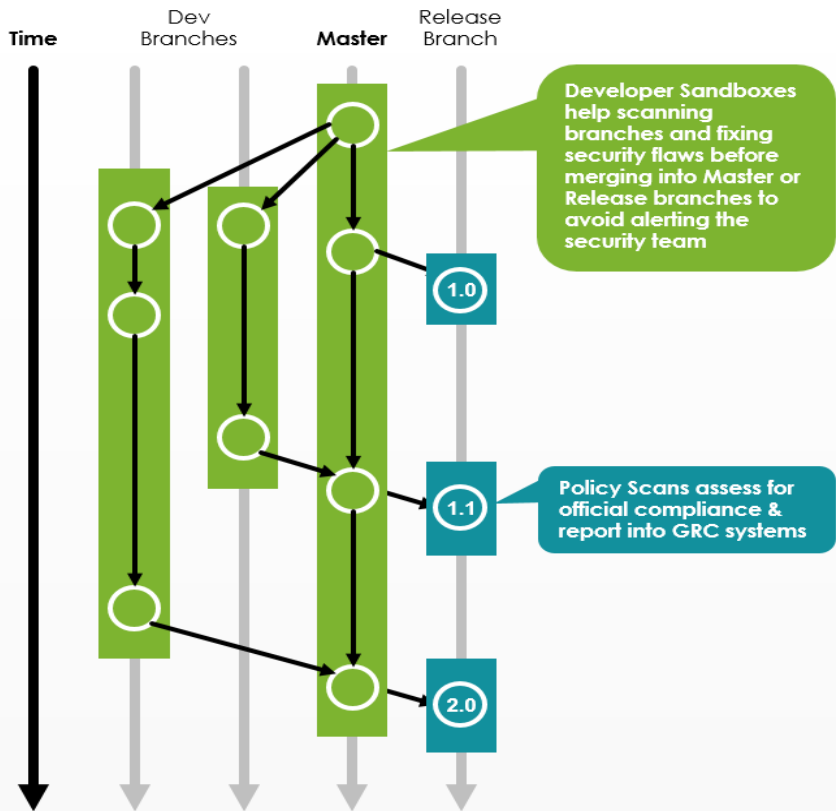 Time
Dev
Branches
Master
Release
Branch
Developer Sandboxes
help scanning
branches and fixing
security flaws before
merging into Master or
Release branches to
avoid alerting the
security team
1.0
1.1
Policy Scans assess for
official compliance &
report into GRC systems
2.0